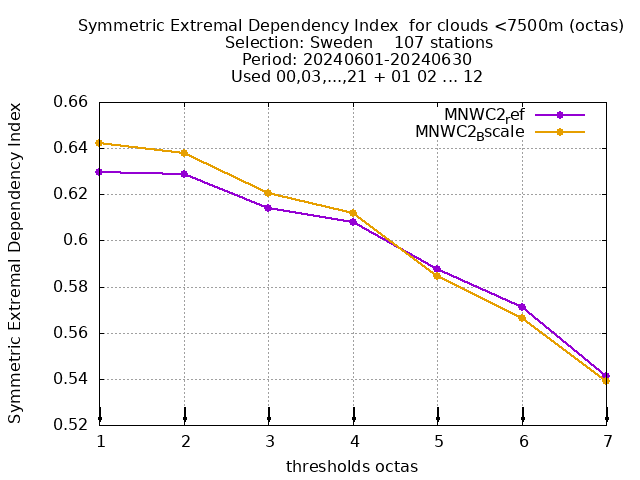 Symmetric Extremal Dependency Index  for clouds <7500m (octas)
Selection: Sweden    107 stations
Period: 20240601-20240630
Used 00,03,...,21 + 01 02 ... 12
MNWC2_ref
MNWC2_Bscale
Symmetric Extremal Dependency Index
0.66
0.64
0.62
0.6
0.58
0.56
0.54
0.52
1 2 3 4 5 6 7
thresholds octas